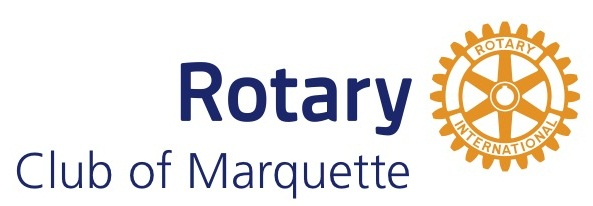 Rotary
Club of Marquette
ROTARY
INTERNATIONAL